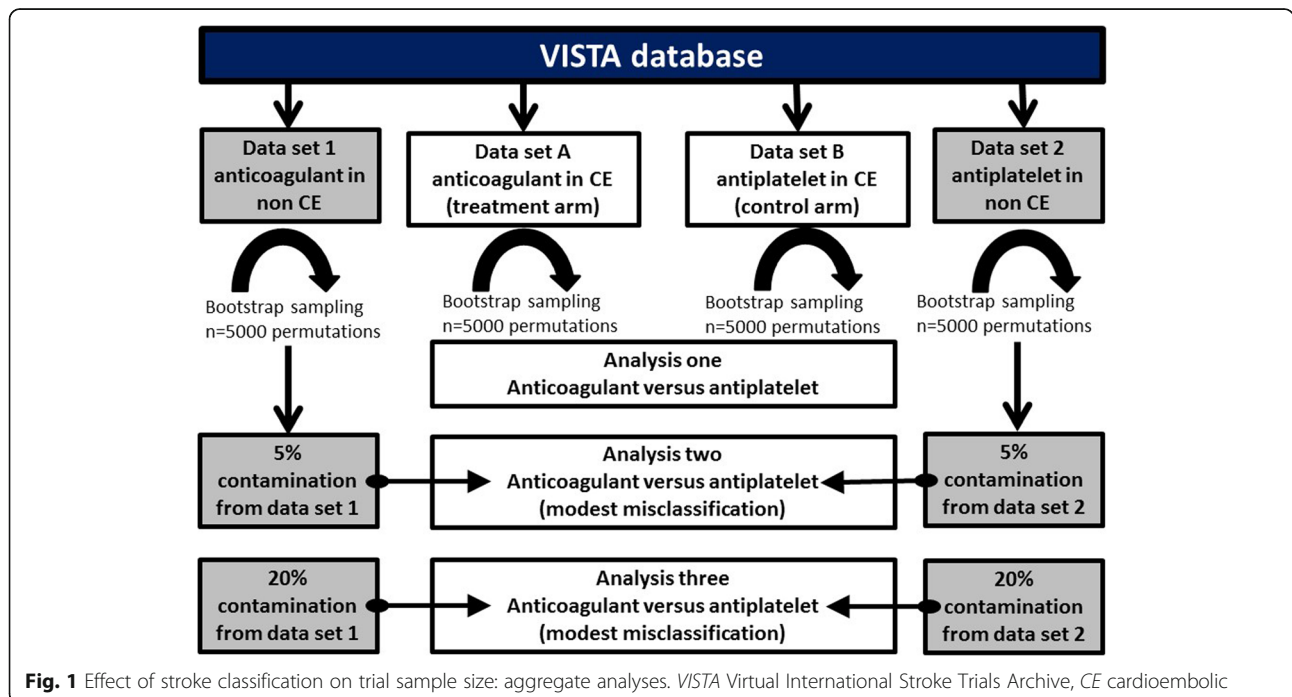 VISTA database
Data set 1
anticoagulant in
non CE
Data set A
anticoagulant in CE
(treatment arm)
Data set B
antiplatelet in CE
(control arm)
Data set 2
antiplatelet in
non CE
Bootstrap sampling
n=5000 permutations
Bootstrap sampling
n=5000 permutations
Bootstrap sampling
n=5000 permutations
Bootstrap sampling
n=5000 permutations
Analysis one
Anticoagulant versus antiplatelet
5%
contamination
from data set 1
Analysis two
Anticoagulant versus antiplatelet
(modest misclassification)
5%
contamination
from data set 2
20%
contamination
from data set 1
Analysis three
Anticoagulant versus antiplatelet
(modest misclassification)
20%
contamination
from data set 2
Fig. 1 Effect of stroke classification on trial sample size: aggregate analyses. VISTA Virtual International Stroke Trials Archive, CE cardioembolic